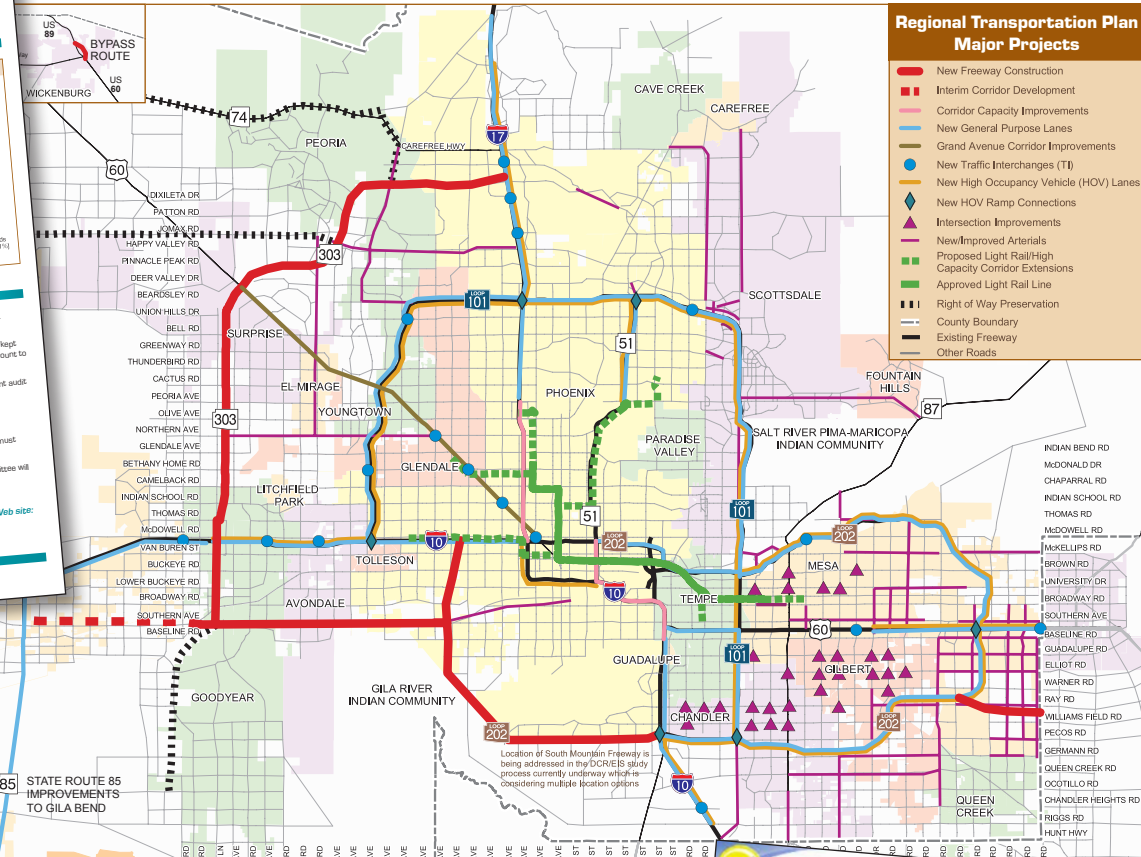 Regional Transportation Plan
Major Projects
New Freeway Construction
Interim Corridor Development
Corridor Capacity Improvements
New General Purpose Lanes
Grand Avenue Corridor Improvements
New Traffic Interchanges (TI)
New High Occupancy Vehicle (HOV) Lanes
New HOV Ramp Connections
Intersection Improvements
New/Improved Arterials
Proposed Light Rail/High
Capacity Corridor Extensions
Approved Light Rail Line
Right of Way Preservation
County Boundary
Existing Freeway
Other Roads
US
89
BYPASS
ROUTE
US
60
WICKENBURG
74
60
PEORIA
CAREFREE HWY
17
CAVE CREEK
CAREFREE
DIXILETA DR
PATTON RD
JOMAX RD
HAPPY VALLEY RD
PINNACLE PEAK RD
DEER VALLEY DR
BEARDSLEY RD
UNION HILLS DR
BELL RD
GREENWAY RD
THUNDERBIRD RD
CACTUS RD
PEORIA AVE
OLIVE AVE
NORTHERN AVE
GLENDALE AVE
BETHANY HOME RD
CAMELBACK RD
INDIAN SCHOOL RD
THOMAS RD
McDOWELL RD
VAN BUREN ST
BUCKEYE RD
LOWER BUCKEYE RD
BROADWAY RD
SOUTHERN AVE
BASELINE RD
303
LOOP
101
SCOTTSDALE
SURPRISE
51
EL MIRAGE
YOUNGTOWN
PHOENIX
FOUNTAIN
HILLS
87
303
GLENDALE
PARADISE
VALLEY
SALT RIVER PIMA-MARICOPA
INDIAN COMMUNITY
LITCHFIELD
PARK
51
LOOP
101
10
LOOP
202
LOOP
202
TOLLESON
MESA
10
AVONDALE
TEMPE
60
GUADALUPE
LOOP
101
GILBERT
GOODYEAR
GILA RIVER
INDIAN COMMUNITY
LOOP
202
CHANDLER
LOOP
202
Location of South Mountain Freeway is
being addressed in the DCR/EIS study
process currently underway which is
considering multiple location options
10
85
STATE ROUTE 85
IMPROVEMENTS
TO GILA BEND
QUEEN
CREEK
INDIAN BEND RD
McDONALD DR
CHAPARRAL RD
INDIAN SCHOOL RD
THOMAS RD
McDOWELL RD
McKELLIPS RD
BROWN RD
UNIVERSITY DR
BROADWAY RD
SOUTHERN AVE
BASELINE RD
GUADALUPE RD
ELLIOT RD
WARNER RD
RAY RD
WILLIAMS FIELD RD
PECOS RD
GERMANN RD
QUEEN CREEK RD
OCOTILLO RD
CHANDLER HEIGHTS RD
RIGGS RD
HUNT HWY
kept
ount to
nt audit
must
ittee will
Web site: